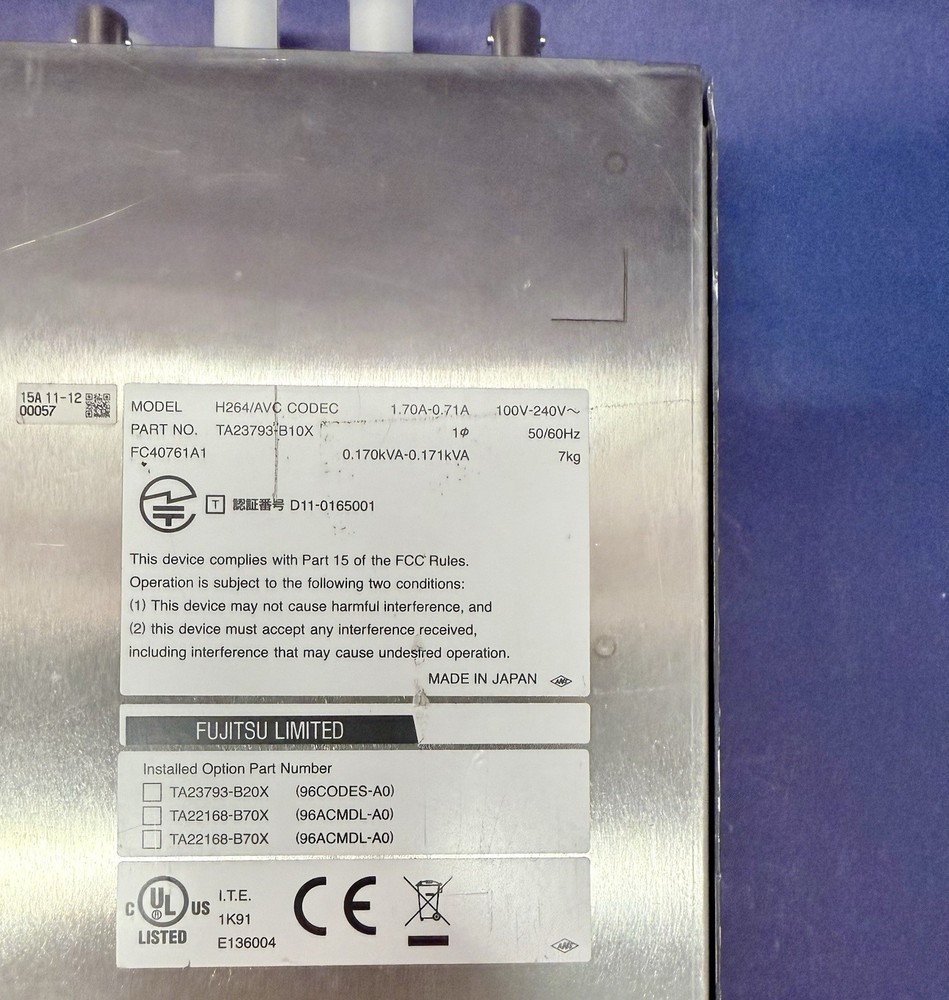 15A 11-12
00057
MODEL H264/AVC CODEC 1.70A-0.71A 100V-240V～
PART NO. TA23793-B10X 1Φ 50/60Hz
FC40761A1 0.170kVA-0.171kVA 7kg
T 認証番号 D11-0165001
This device complies with Part 15 of the FCC Rules.
Operation is subject to the following two conditions:
(1) This device may not cause harmful interference, and
(2) this device must accept any interference received,
including interference that may cause undesired operation.
MADE IN JAPAN
FUJITSU LIMITED
Installed Option Part Number
TA23793-B20X (96CODES-A0)
TA22168-B70X (96ACMDL-A0)
TA22168-B70X (96ACMDL-A0)
C UL US
LISTED
I.T.E.
1K91
E136004
CE